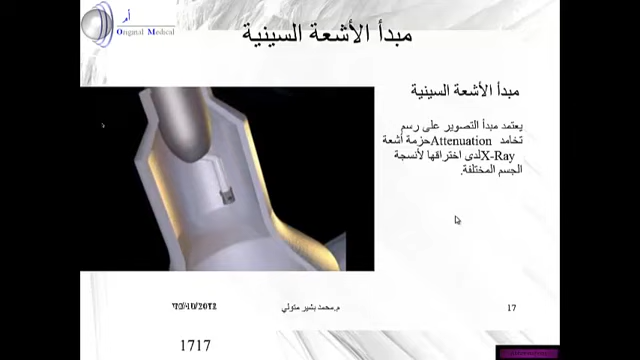 أم
Original Medical
مبدأ الأشعة السينية
مبدأ الأشعة السينية
يعتمد مبدأ التصوير على رسم
تخامد Attenuation حزمة أشعة
X-Ray لدى اختراقها لأنسجة
الجسم المختلفة.
م.محمد بشير متولي
17
1717